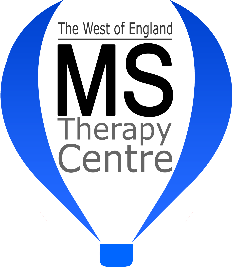 The West of England
MS
Therapy
Centre